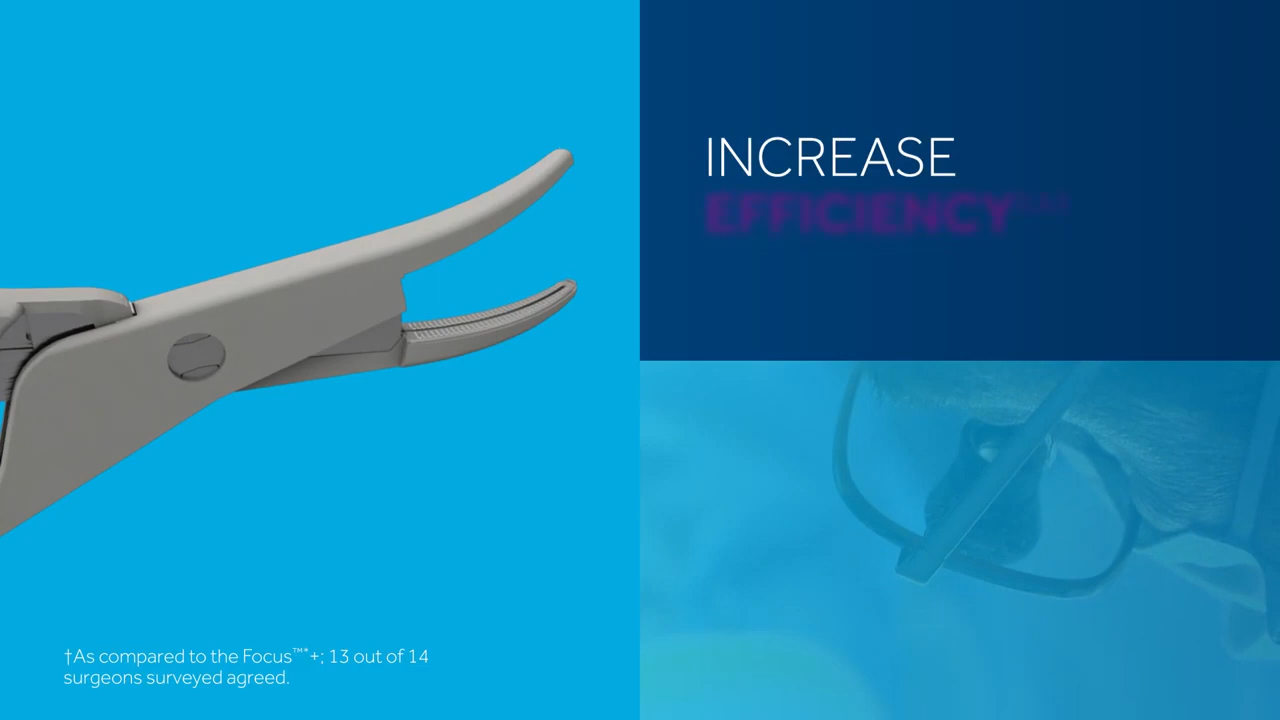 INCREASE
EFFICIENCY
†As compared to the Focus™*+; 13 out of 14
surgeons surveyed agreed.